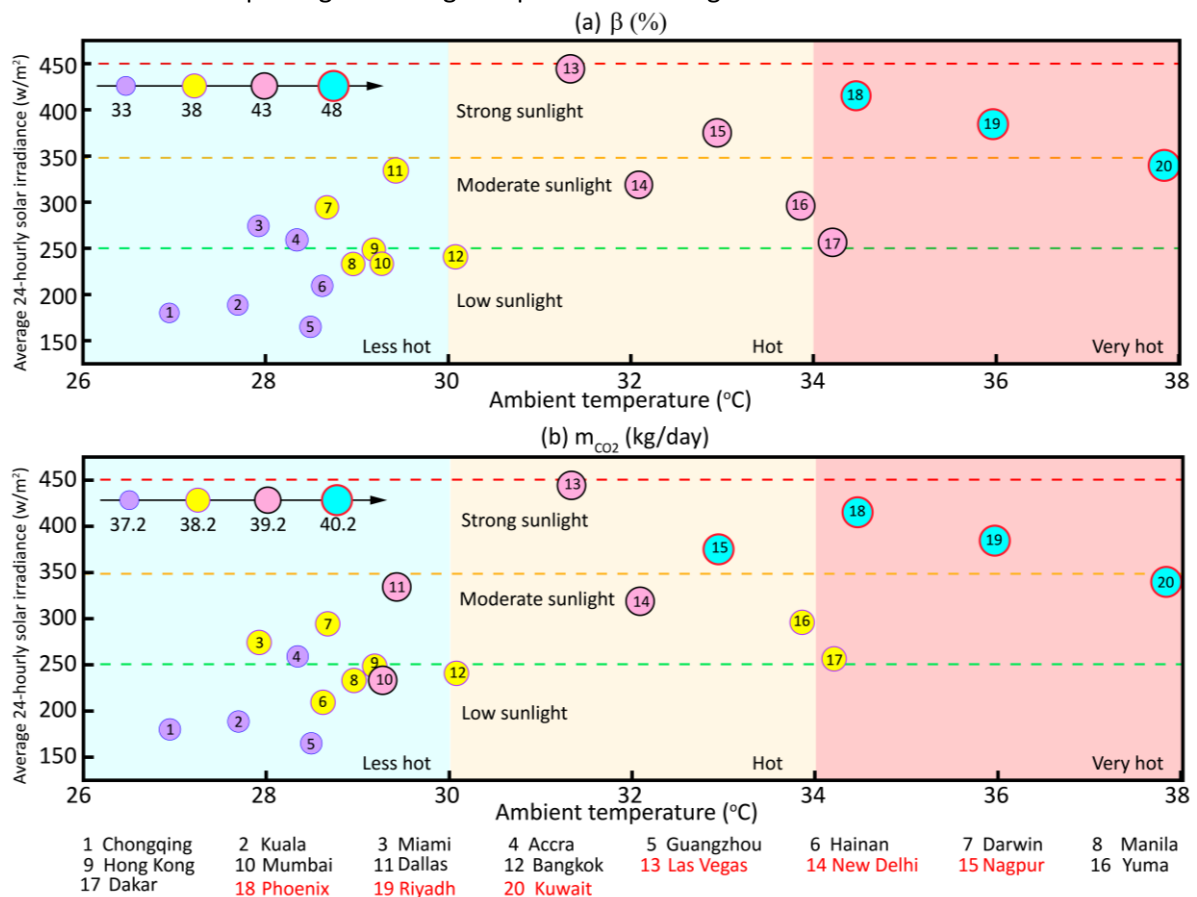 (a) β (%)
Average 24-hourly solar irradiance (w/m²)
450
400
350
300
250
200
150
33 38 43 48
Strong sunlight
Moderate sunlight
Low sunlight
13
18
15
19
11
20
14
7
16
3
4
17
9
8 10
12
6
2
1
5
Less hot Hot Very hot
26 28 30 32 34 36 38
Ambient temperature (°C)
(b) m_CO2 (kg/day)
Average 24-hourly solar irradiance (w/m²)
450
400
350
300
250
200
150
37.2 38.2 39.2 40.2
Strong sunlight
Moderate sunlight
Low sunlight
13
18
15
19
11
20
14
7
16
3
4
17
9
8 10
12
6
2
1
5
Less hot Hot Very hot
26 28 30 32 34 36 38
Ambient temperature (°C)
1 Chongqing 2 Kuala 3 Miami 4 Accra 5 Guangzhou 6 Hainan 7 Darwin 8 Manila
9 Hong Kong 10 Mumbai 11 Dallas 12 Bangkok 13 Las Vegas 14 New Delhi 15 Nagpur 16 Yuma
17 Dakar 18 Phoenix 19 Riyadh 20 Kuwait